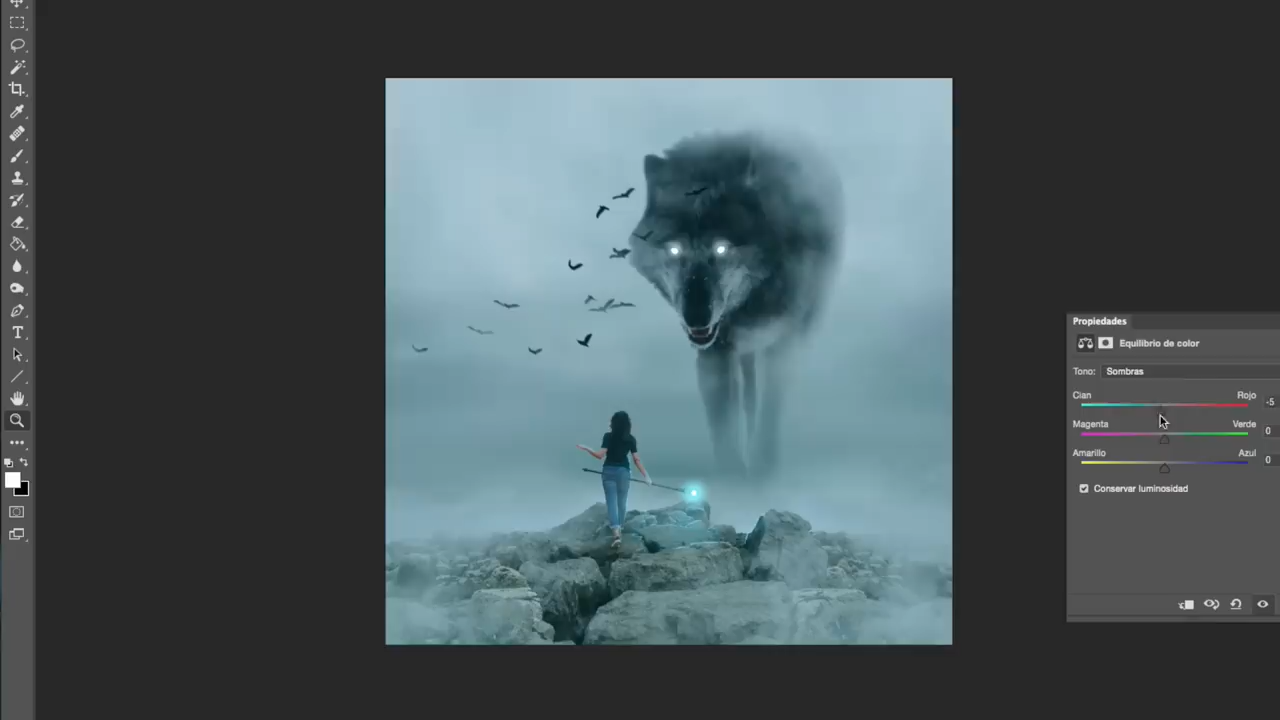 Propiedades
Equilibrio de color
Tono: Sombras
Cian Rojo -5
Magenta Verde 0
Amarillo Azul 0
Conservar luminosidad